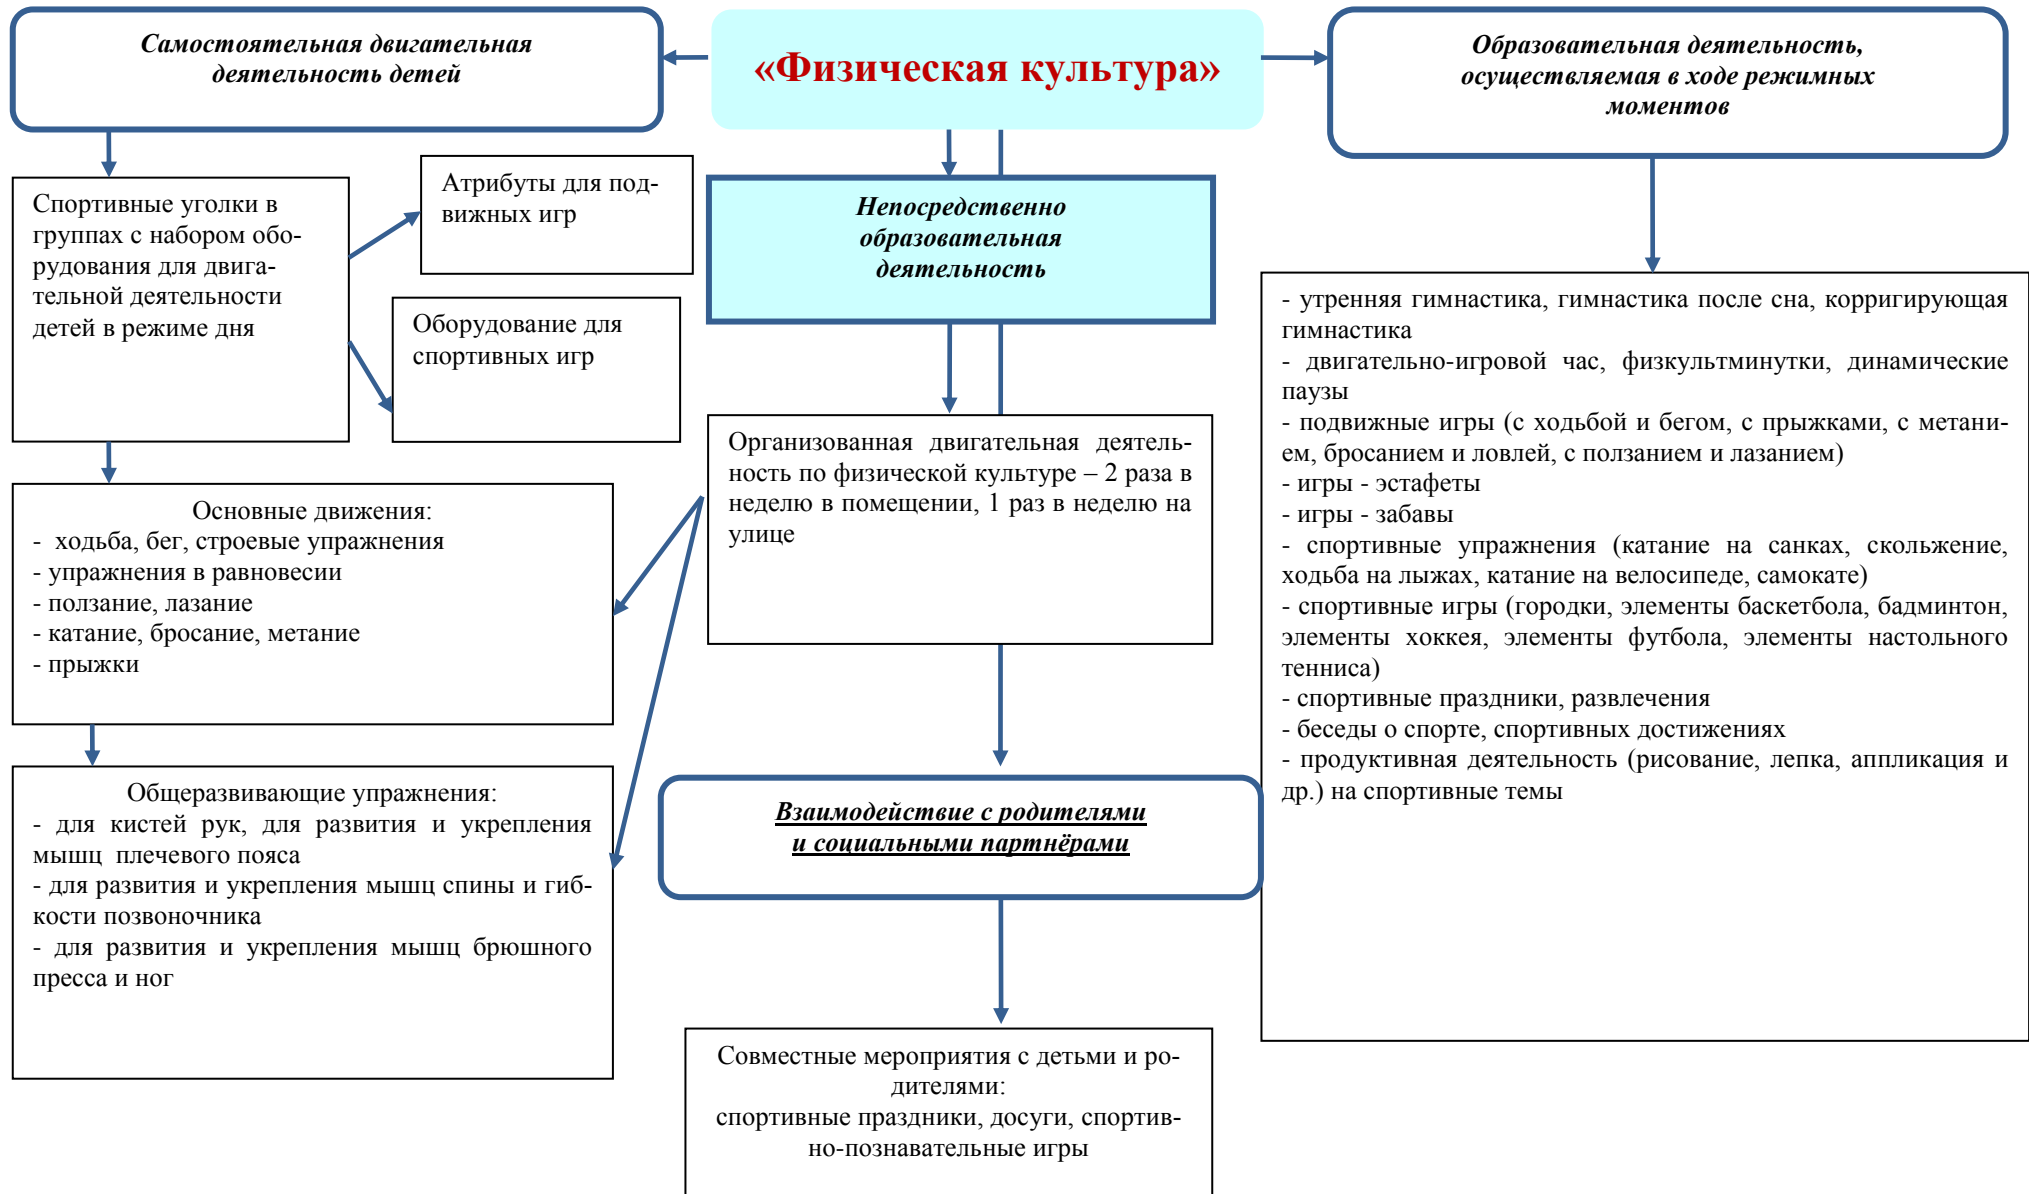 Самостоятельная двигательная
деятельность детей
«Физическая культура»
Образовательная деятельность,
осуществляемая в ходе режимных
моментов
Спортивные уголки в
группах с набором обо-
рудования для двига-
тельной деятельности
детей в режиме дня
Атрибуты для под-
вижных игр
Оборудование для
спортивных игр
Непосредственно
образовательная
деятельность
Организованная двигательная деятель-
ность по физической культуре – 2 раза в
неделю в помещении, 1 раз в неделю на
улице
Основные движения:
- ходьба, бег, строевые упражнения
- упражнения в равновесии
- ползание, лазание
- катание, бросание, метание
- прыжки
Общеразвивающие упражнения:
- для кистей рук, для развития и укрепления
мышц плечевого пояса
- для развития и укрепления мышц спины и гиб-
кости позвоночника
- для развития и укрепления мышц брюшного
пресса и ног
Взаимодействие с родителями
и социальными партнёрами
Совместные мероприятия с детьми и ро-
дителями:
спортивные праздники, досуги, спортив-
но-познавательные игры
- утренняя гимнастика, гимнастика после сна, корригирующая
гимнастика
- двигательно-игровой час, физкультминутки, динамические
паузы
- подвижные игры (с ходьбой и бегом, с прыжками, с метани-
ем, бросанием и ловлей, с ползанием и лазанием)
- игры - эстафеты
- игры - забавы
- спортивные упражнения (катание на санках, скольжение,
ходьба на лыжах, катание на велосипеде, самокате)
- спортивные игры (городки, элементы баскетбола, бадминтон,
элементы хоккея, элементы футбола, элементы настольного
тенниса)
- спортивные праздники, развлечения
- беседы о спорте, спортивных достижениях
- продуктивная деятельность (рисование, лепка, аппликация и
др.) на спортивные темы